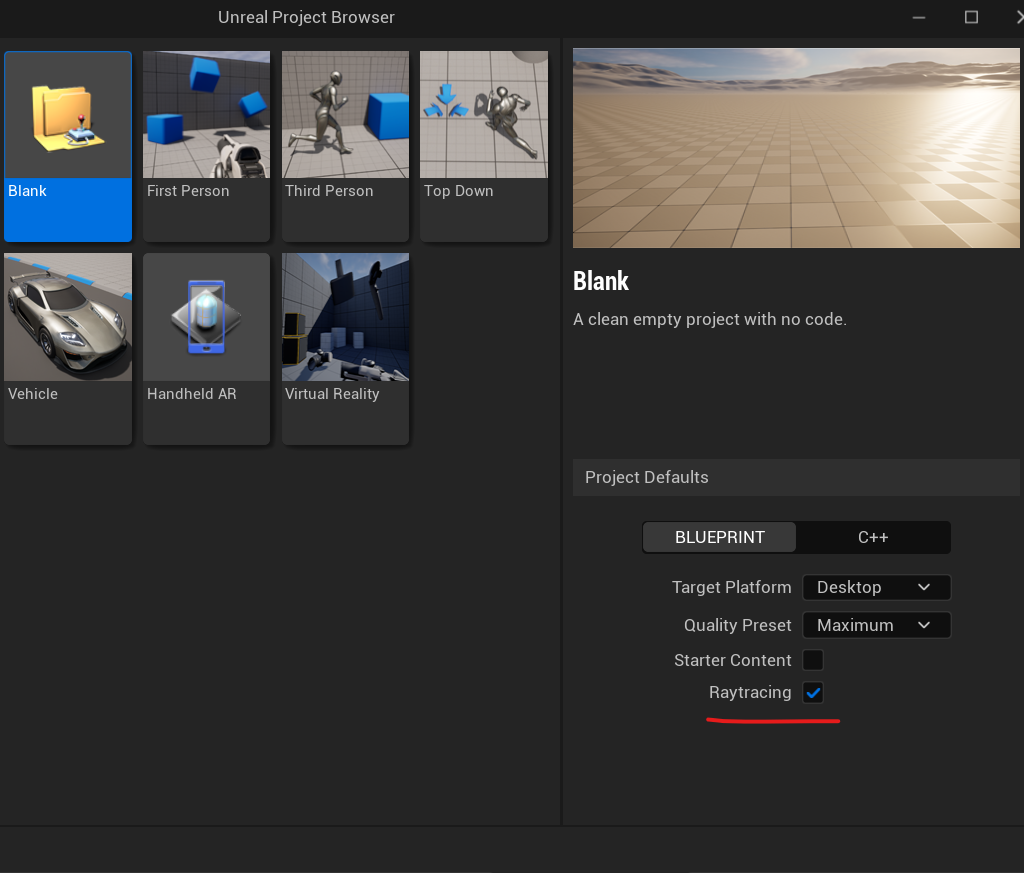 Unreal Project Browser
Blank
First Person
Third Person
Top Down
Vehicle
Handheld AR
Virtual Reality
Blank
A clean empty project with no code.
Project Defaults
BLUEPRINT C++
Target Platform Desktop
Quality Preset Maximum
Starter Content
Raytracing